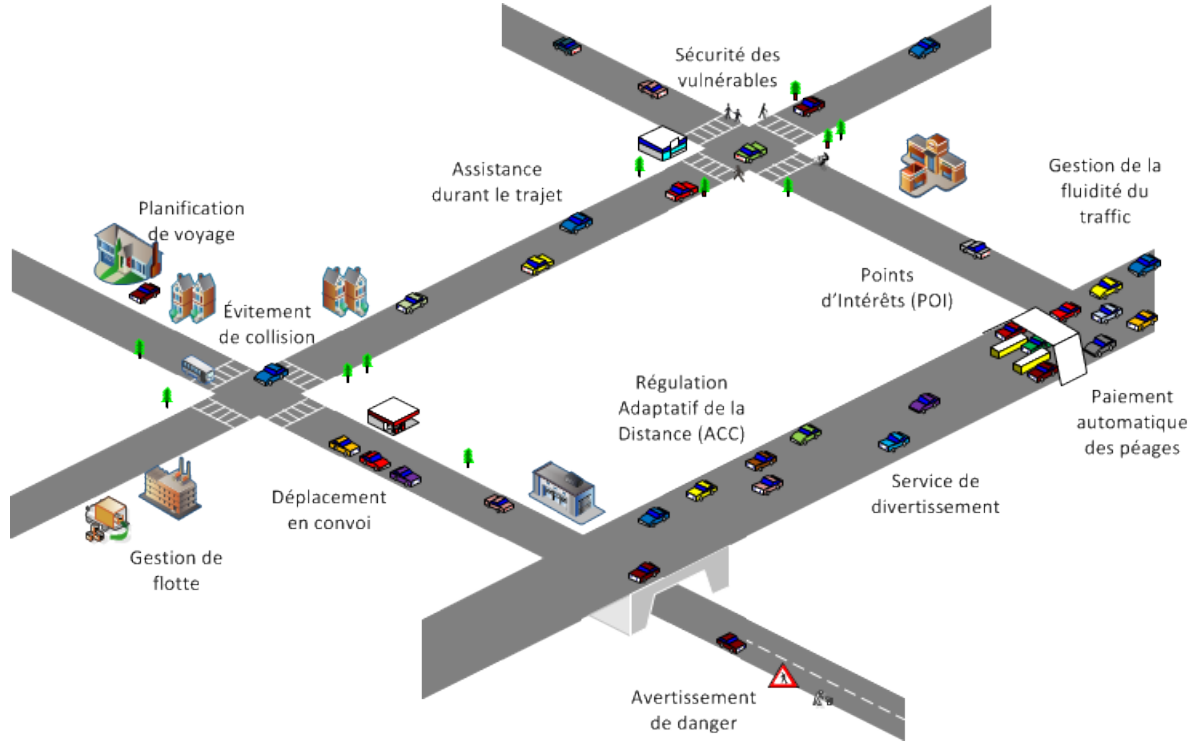 Sécurité des
vulnérables
Assistance
durant le trajet
Gestion de la
fluidité du
traffic
Planification
de voyage
Évitement
de collision
Points
d'Intérêts (POI)
Régulation
Adaptatif de la
Distance (ACC)
Paiement
automatique
des péages
Service de
divertissement
Déplacement
en convoi
Gestion de
flotte
Avertissement
de danger